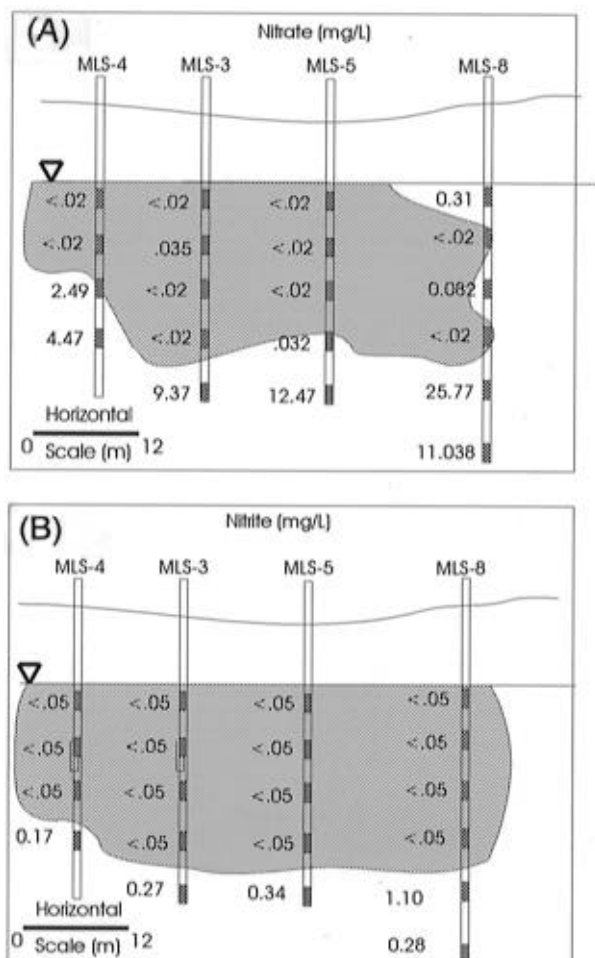 (A)
Nitrate (mg/L)
MLS-4 MLS-3 MLS-5 MLS-8
<.02 <.02 <.02 0.31
<.02 .035 <.02 <.02
2.49 <.02 <.02 0.082
4.47 <.02 .032 <.02
9.37 12.47 25.77
Horizontal
0 Scale (m) 12
11.038
(B)
Nitrite (mg/L)
MLS-4 MLS-3 MLS-5 MLS-8
<.05 <.05 <.05 <.05
<.05 <.05 <.05 <.05
<.05 <.05 <.05 <.05
0.17 <.05 <.05 <.05
0.27 0.34 1.10
Horizontal
0 Scale (m) 12
0.28